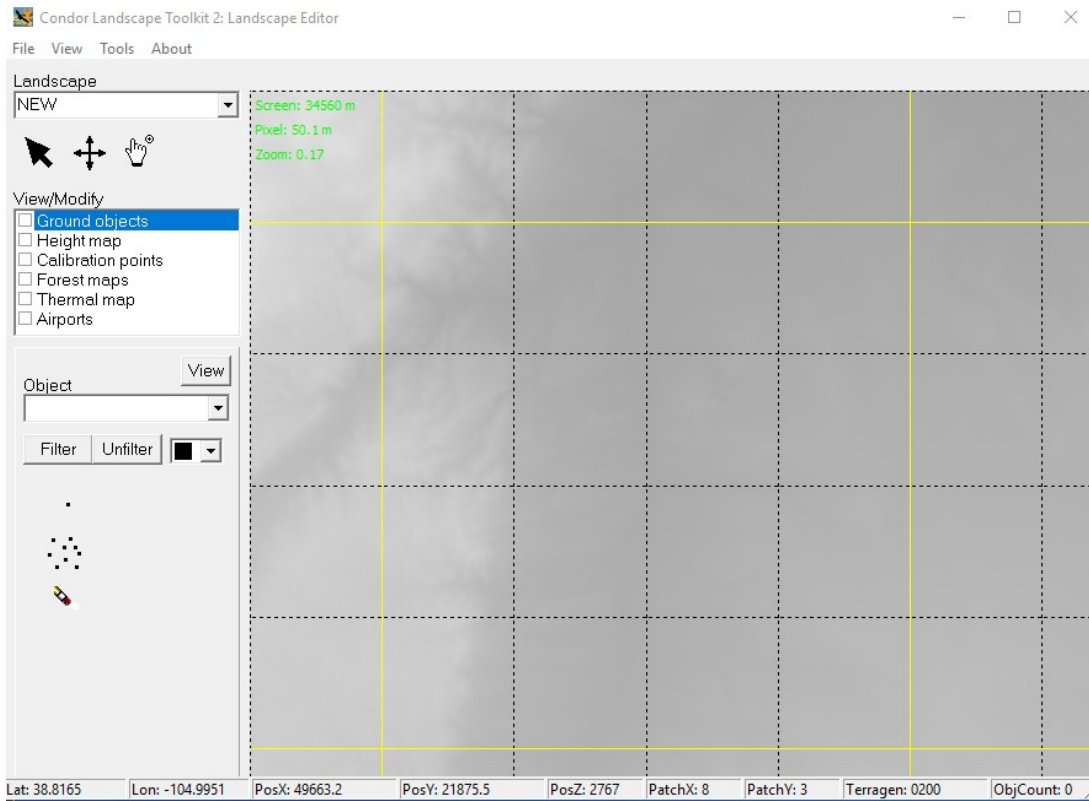 Condor Landscape Toolkit 2: Landscape Editor
File View Tools About
Landscape
NEW
Screen: 34560 m
Pixel: 50.1 m
Zoom: 0.17
View/Modify
Ground objects
Height map
Calibration points
Forest maps
Thermal map
Airports
View
Object
Filter Unfilter
Lat: 38.8165 Lon: -104.9951 PosX: 49663.2 PosY: 21875.5 PosZ: 2767 PatchX: 8 PatchY: 3 Terragen: 0200 ObjCount: 0